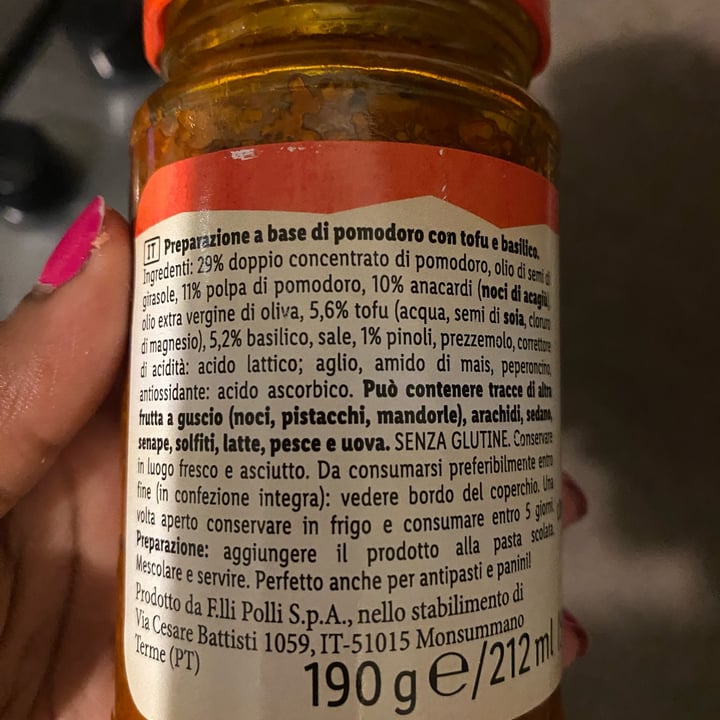 IT Preparazione a base di pomodoro con tofu e basilico.
Ingredienti: 29% doppio concentrato di pomodoro, olio di semi di
girasole, 11% polpa di pomodoro, 10% anacardi (noci di acagiù)
olio extra vergine di oliva, 5,6% tofu (acqua, semi di soia, cloruro
di magnesio), 5,2% basilico, sale, 1% pinoli, prezzemolo, correttore
di acidità: acido lattico; aglio, amido di mais, peperoncino,
antiossidante: acido ascorbico. Può contenere tracce di altra
frutta a guscio (noci, pistacchi, mandorle), arachidi, sedano,
senape, solfiti, latte, pesce e uova. SENZA GLUTINE. Conservare
in luogo fresco e asciutto. Da consumarsi preferibilmente entro
fine (in confezione integra): vedere bordo del coperchio. Una
volta aperto conservare in frigo e consumare entro 5 giorni.
Preparazione: aggiungere il prodotto alla pasta scolata.
Mescolare e servire. Perfetto anche per antipasti e panini!
Prodotto da F.lli Polli S.p.A., nello stabilimento di
Via Cesare Battisti 1059, IT-51015 Monsummano
Terme (PT)
190 g e/212 ml